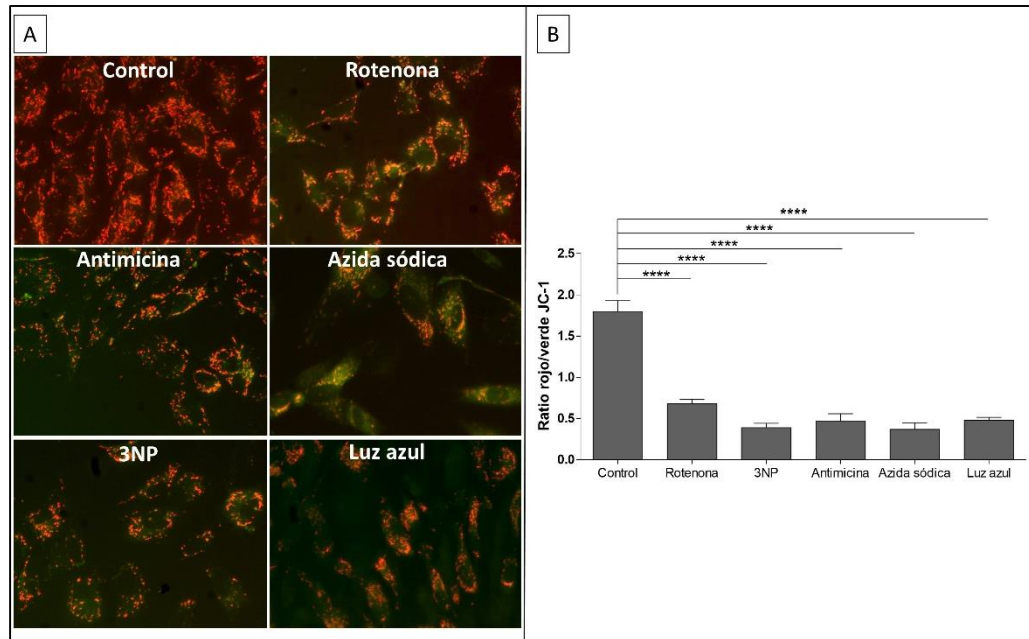 A
Control
Rotenona
Antimicina
Azida sódica
3NP
Luz azul
B
****
****
****
****
****
Ratio rojo/verde JC-1
2.5
2.0
1.5
1.0
0.5
0.0
Control Rotenona 3NP Antimicina Azida sódica Luz azul